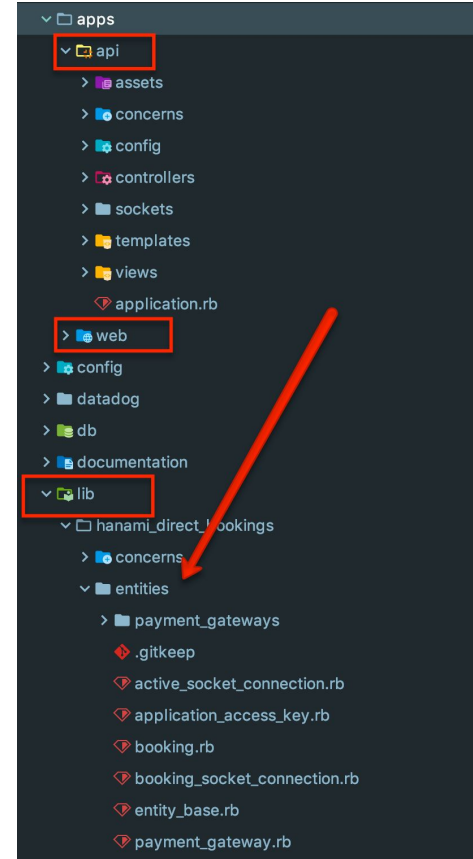 apps
api
assets
concerns
config
controllers
sockets
templates
views
application.rb
web
config
datadog
db
documentation
lib
hanami_direct_bookings
concerns
entities
payment_gateways
.gitkeep
active_socket_connection.rb
application_access_key.rb
booking.rb
booking_socket_connection.rb
entity_base.rb
payment_gateway.rb